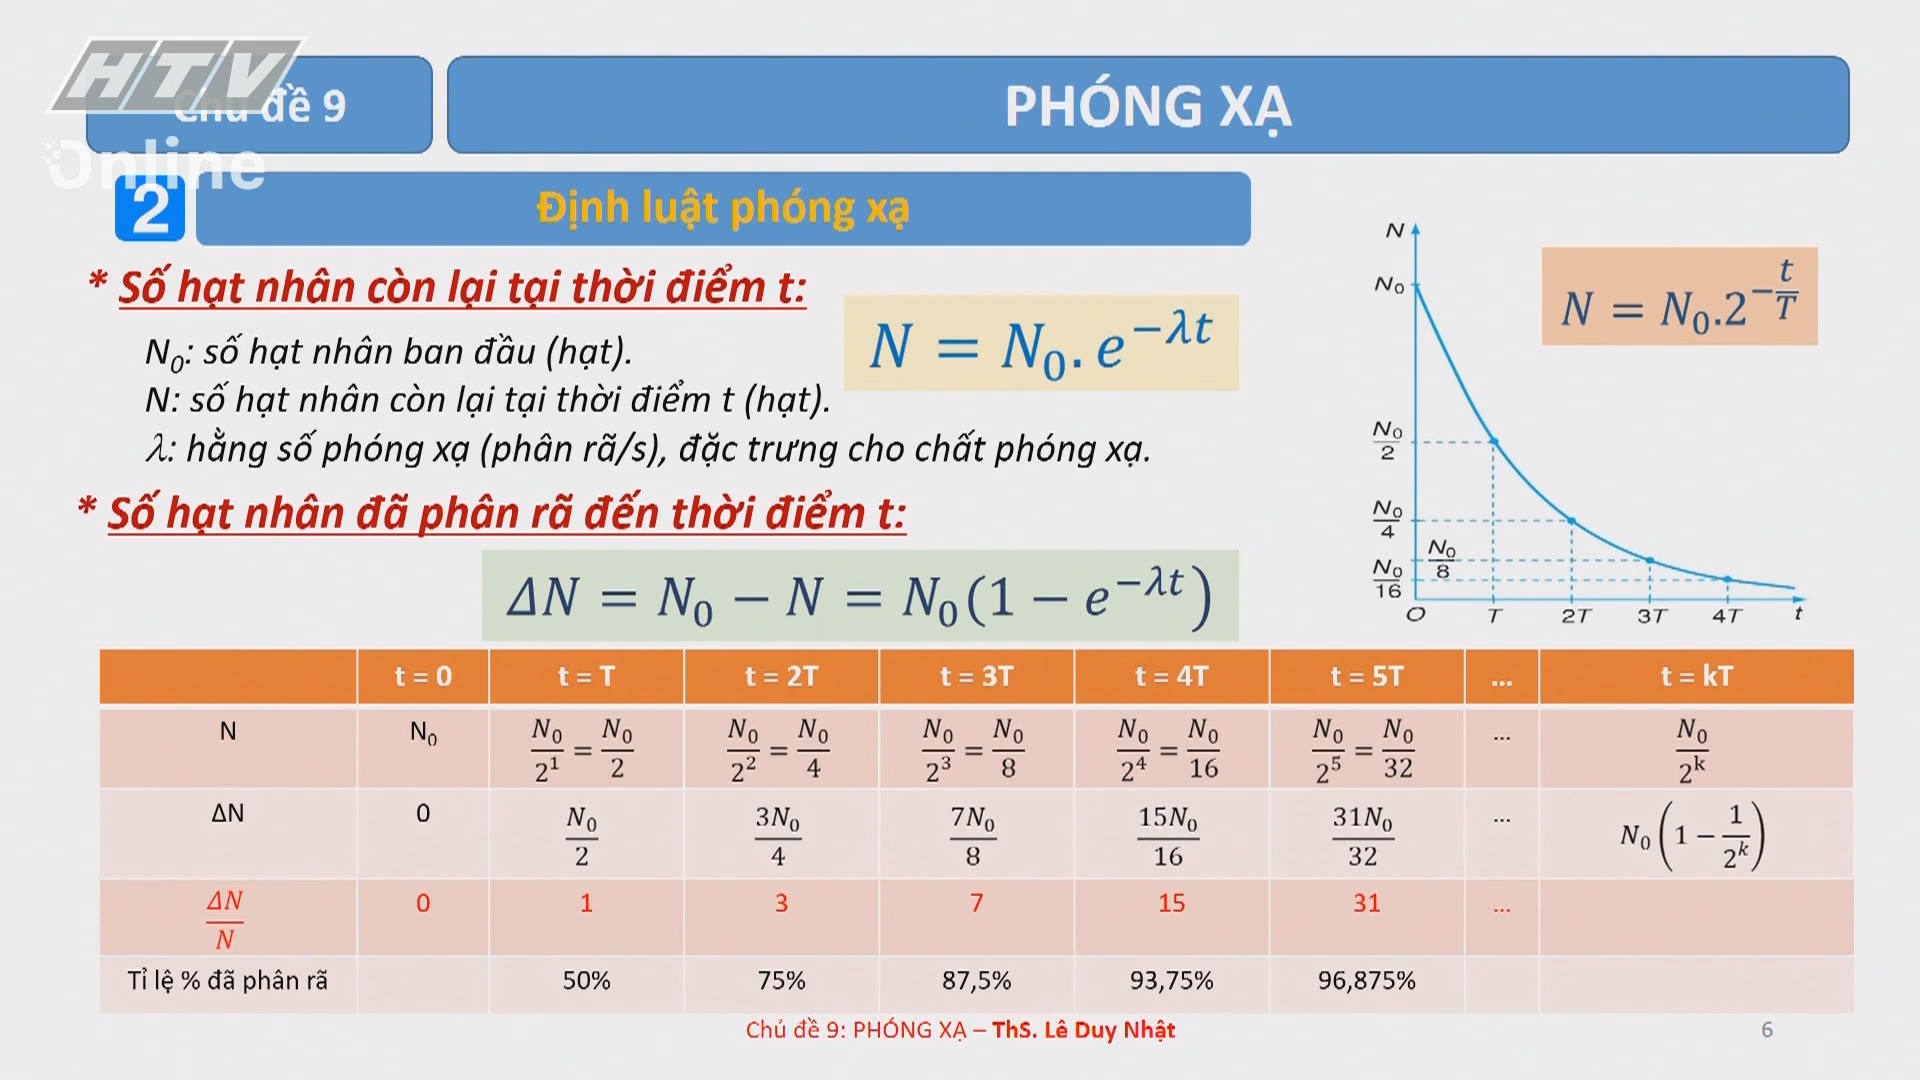 HTV
Online
Chủ đề 9
PHÓNG XẠ
2
Định luật phóng xạ
* Số hạt nhân còn lại tại thời điểm t:
N = N₀. e^(−λt)
N₀: số hạt nhân ban đầu (hạt).
N: số hạt nhân còn lại tại thời điểm t (hạt).
λ: hằng số phóng xạ (phân rã/s), đặc trưng cho chất phóng xạ.
* Số hạt nhân đã phân rã đến thời điểm t:
ΔN = N₀ − N = N₀(1 − e^(−λt))
N = N₀.2^(−t/T)
N
N₀
N₀/2
N₀/4
N₀/8
N₀/16
O T 2T 3T 4T t
t = 0 t = T t = 2T t = 3T t = 4T t = 5T ... t = kT
N N₀ N₀/2¹ = N₀/2 N₀/2² = N₀/4 N₀/2³ = N₀/8 N₀/2⁴ = N₀/16 N₀/2⁵ = N₀/32 ... N₀/2ᵏ
ΔN 0 N₀/2 3N₀/4 7N₀/8 15N₀/16 31N₀/32 ... N₀(1 − 1/2ᵏ)
ΔN/N 0 1 3 7 15 31 ...
Tỉ lệ % đã phân rã 50% 75% 87,5% 93,75% 96,875%
Chủ đề 9: PHÓNG XẠ – ThS. Lê Duy Nhật
6